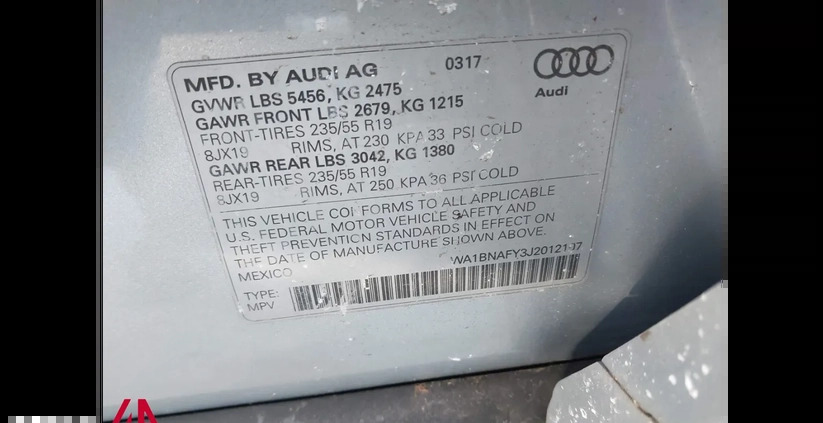 MFD. BY AUDI AG 0317
Audi
GVWR LBS 5456, KG 2475
GAWR FRONT LBS 2679, KG 1215
FRONT-TIRES 235/55 R19
8JX19 RIMS, AT 230 KPA 33 PSI COLD
GAWR REAR LBS 3042, KG 1380
REAR-TIRES 235/55 R19
8JX19 RIMS, AT 250 KPA 36 PSI COLD
THIS VEHICLE CONFORMS TO ALL APPLICABLE
U.S. FEDERAL MOTOR VEHICLE SAFETY AND
THEFT PREVENTION STANDARDS IN EFFECT ON
THE DATE OF MANUFACTURE SHOWN ABOVE.
MEXICO
TYPE:
MPV